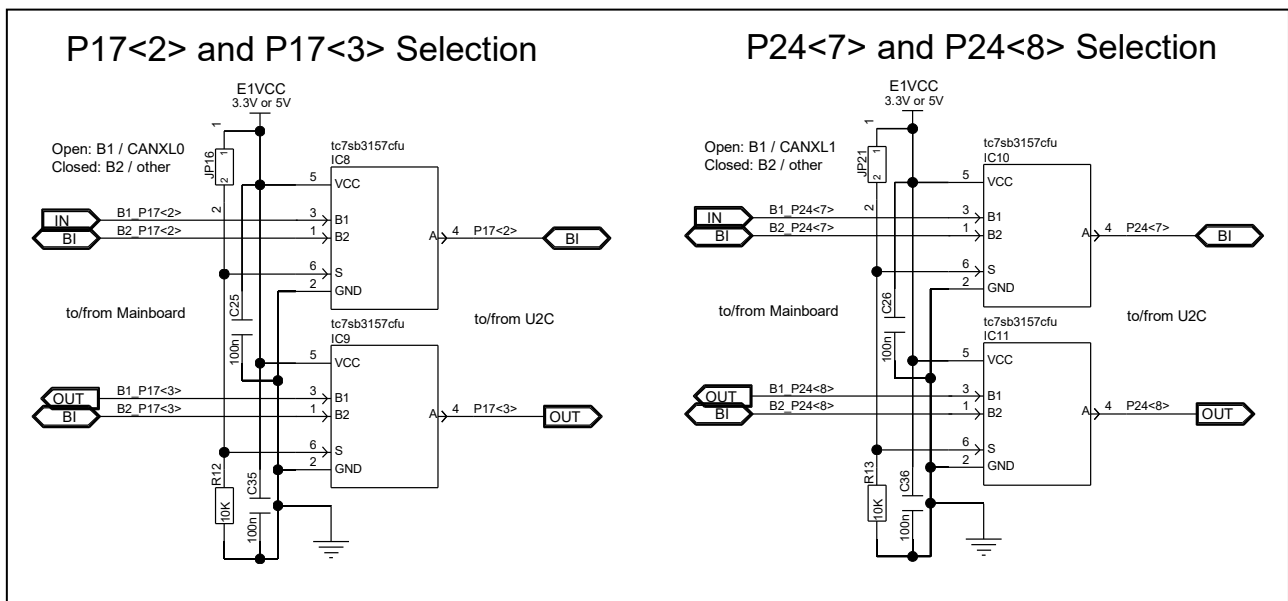 P17<2> and P17<3> Selection
E1VCC
3.3V or 5V
Open: B1 / CANXL0
Closed: B2 / other
1
JP16
1
2
2
tc7sb3157cfu
IC8
5
VCC
IN
B1_P17<2>
3
B1
BI
B2_P17<2>
1
B2
A
4
P17<2>
BI
6
S
2
GND
C25
100n
to/from Mainboard
to/from U2C
tc7sb3157cfu
IC9
5
VCC
OUT
B1_P17<3>
3
B1
BI
B2_P17<3>
1
B2
A
4
P17<3>
OUT
6
S
2
GND
R12
10K
C35
100n
P24<7> and P24<8> Selection
E1VCC
3.3V or 5V
Open: B1 / CANXL1
Closed: B2 / other
1
JP21
1
2
2
tc7sb3157cfu
IC10
5
VCC
IN
B1_P24<7>
3
B1
BI
B2_P24<7>
1
B2
A
4
P24<7>
BI
6
S
2
GND
C26
100n
to/from Mainboard
to/from U2C
tc7sb3157cfu
IC11
5
VCC
OUT
B1_P24<8>
3
B1
BI
B2_P24<8>
1
B2
A
4
P24<8>
OUT
6
S
2
GND
R13
10K
C36
100n